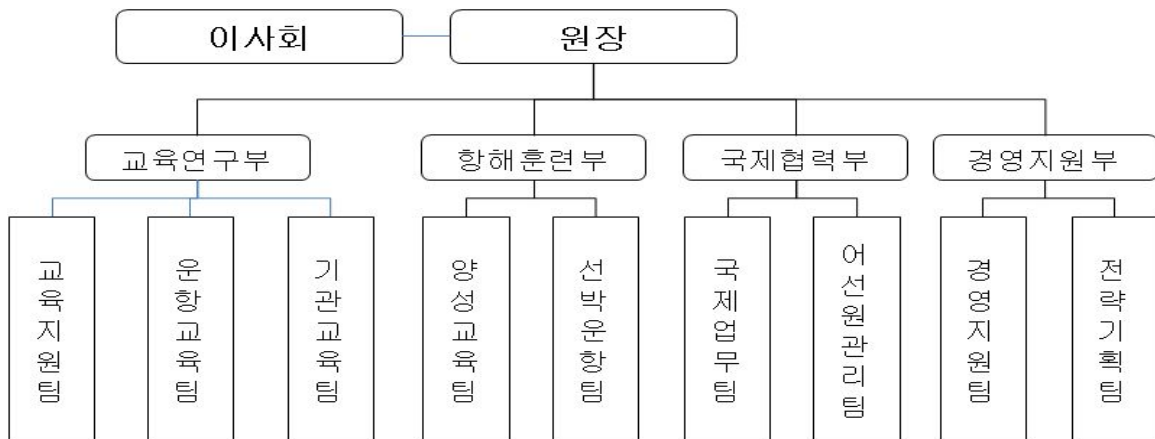 이사회
원장
교육연구부
항해훈련부
국제협력부
경영지원부
교육지원팀
운항교육팀
기관교육팀
양성교육팀
선박운항팀
국제업무팀
어선원관리팀
경영지원팀
전략기획팀